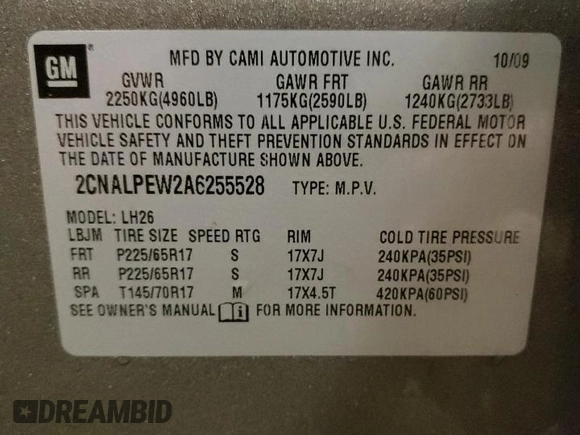 GM ®
MFD BY CAMI AUTOMOTIVE INC. 10/09
GVWR GAWR FRT GAWR RR
2250KG(4960LB) 1175KG(2590LB) 1240KG(2733LB)
THIS VEHICLE CONFORMS TO ALL APPLICABLE U.S. FEDERAL MOTOR
VEHICLE SAFETY AND THEFT PREVENTION STANDARDS IN EFFECT ON
THE DATE OF MANUFACTURE SHOWN ABOVE.
2CNALPEW2A6255528 TYPE: M.P.V.
MODEL: LH26
LBJM TIRE SIZE SPEED RTG RIM COLD TIRE PRESSURE
FRT P225/65R17 S 17X7J 240KPA(35PSI)
RR P225/65R17 S 17X7J 240KPA(35PSI)
SPA T145/70R17 M 17X4.5T 420KPA(60PSI)
SEE OWNER'S MANUAL FOR MORE INFORMATION.
DREAMBID